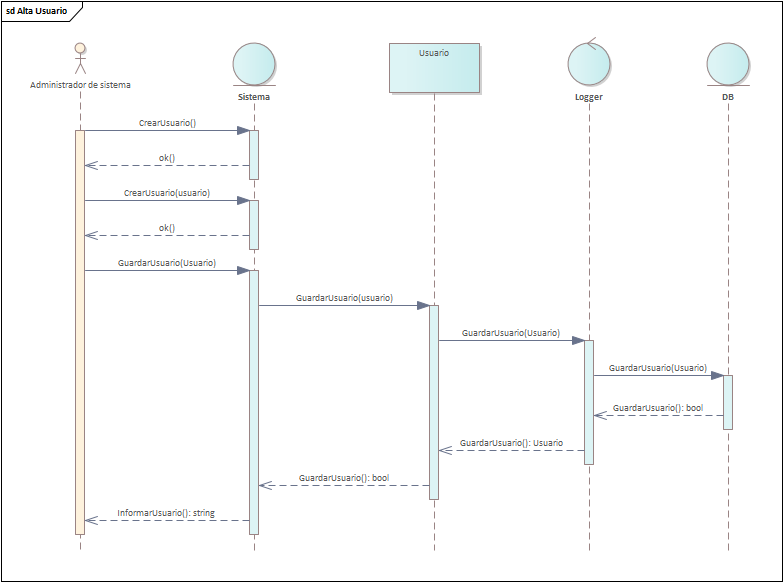 sd Alta Usuario
Administrador de sistema
Sistema
Usuario
Logger
DB
CrearUsuario()
ok()
CrearUsuario(usuario)
ok()
GuardarUsuario(Usuario)
GuardarUsuario(usuario)
GuardarUsuario(Usuario)
GuardarUsuario(Usuario)
GuardarUsuario(): bool
GuardarUsuario(): Usuario
GuardarUsuario(): bool
InformarUsuario(): string